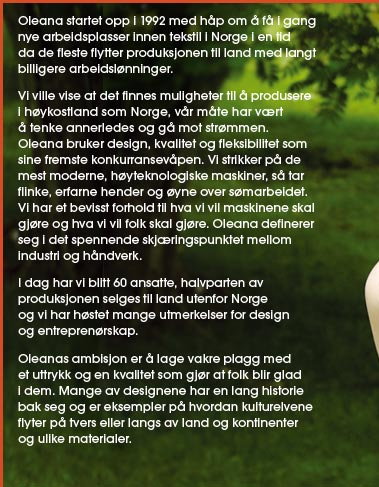 Oleana startet opp i 1992 med håp om å få i gang
nye arbeidsplasser innen tekstil i Norge i en tid
da de fleste flytter produksjonen til land med langt
billigere arbeidslønninger.
Vi ville vise at det finnes muligheter til å produsere
i høykostland som Norge, vår måte har vært
å tenke annerledes og gå mot strømmen.
Oleana bruker design, kvalitet og fleksibilitet som
sine fremste konkurransevåpen. Vi strikker på de
mest moderne, høyteknologiske maskiner, så tar
flinke, erfarne hender og øyne over sømarbeidet.
Vi har et bevisst forhold til hva vi vil maskinene skal
gjøre og hva vi vil folk skal gjøre. Oleana definerer
seg i det spennende skjæringspunktet mellom
industri og håndverk.
I dag har vi blitt 60 ansatte, halvparten av
produksjonen selges til land utenfor Norge
og vi har høstet mange utmerkelser for design
og entreprenørskap.
Oleanas ambisjon er å lage vakre plagg med
et uttrykk og en kvalitet som gjør at folk blir glad
i dem. Mange av designene har en lang historie
bak seg og er eksempler på hvordan kulturelvene
flyter på tvers eller langs av land og kontinenter
og ulike materialer.